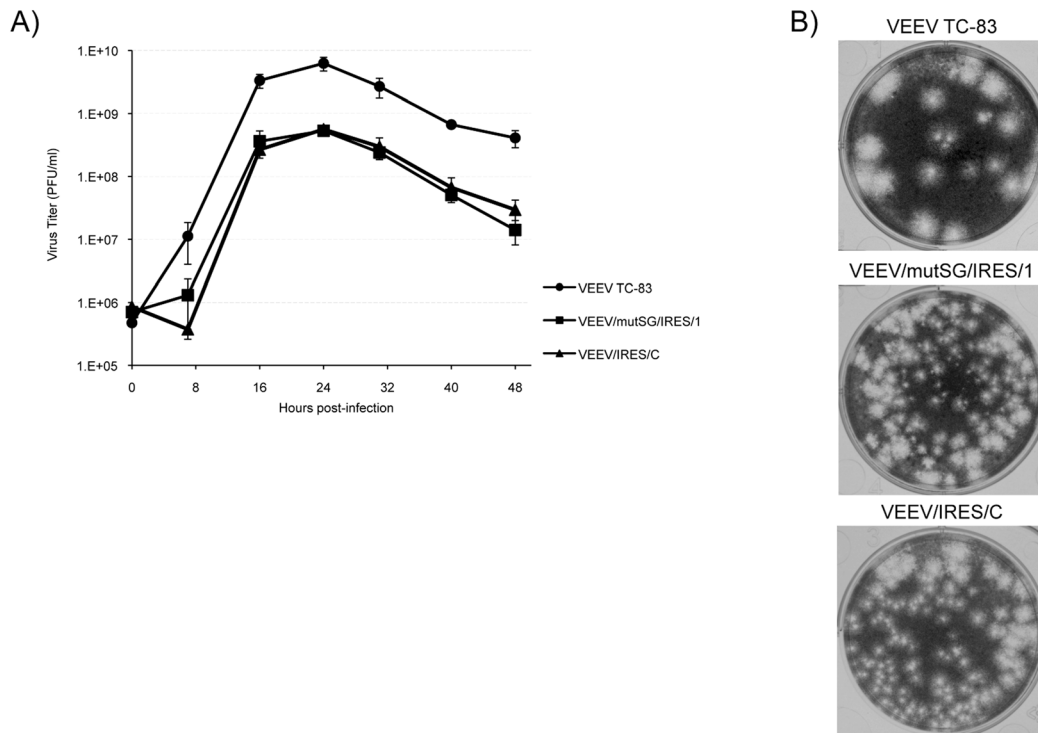 A)
1.E+10
1.E+09
1.E+08
1.E+07
1.E+06
1.E+05
Virus Titer (PFU/ml)
0 8 16 24 32 40 48
Hours post-infection
VEEV TC-83
VEEV/mutSG/IRES/1
VEEV/IRES/C
B)
VEEV TC-83
VEEV/mutSG/IRES/1
VEEV/IRES/C